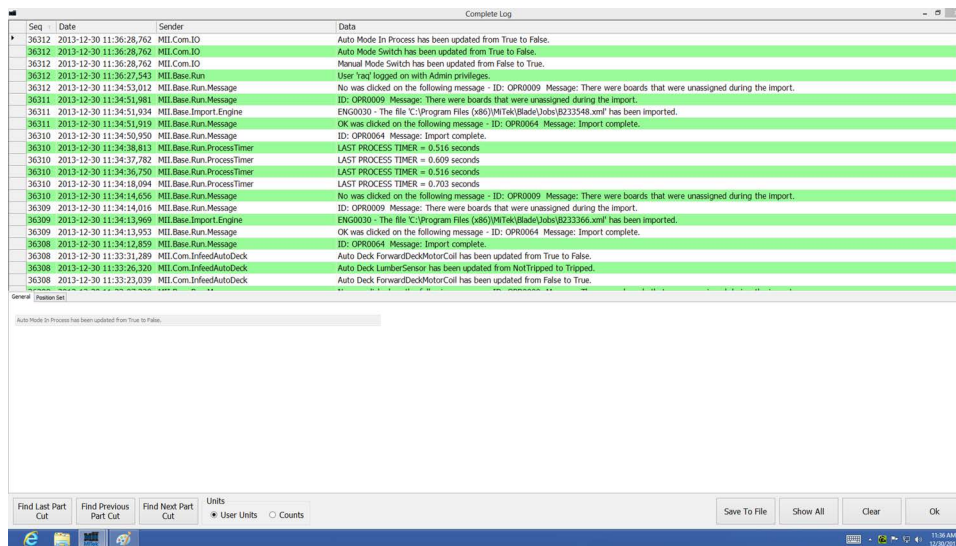 Complete Log
Seq Date Sender Data
36312 2013-12-30 11:36:28,762 MII.Com.IO Auto Mode In Process has been updated from True to False.
36312 2013-12-30 11:36:28,762 MII.Com.IO Auto Mode Switch has been updated from True to False.
36312 2013-12-30 11:36:28,762 MII.Com.IO Manual Mode Switch has been updated from False to True.
36312 2013-12-30 11:36:27,543 MII.Base.Run User 'raq' logged on with Admin privileges.
36312 2013-12-30 11:34:53,012 MII.Base.Run.Message No was clicked on the following message - ID: OPR0009 Message: There were boards that were unassigned during the import.
36311 2013-12-30 11:34:51,981 MII.Base.Run.Message ID: OPR0009 Message: There were boards that were unassigned during the import.
36311 2013-12-30 11:34:51,934 MII.Base.Import.Engine ENG0030 - The file 'C:\Program Files (x86)\MiTek\Blade\Jobs\B233548.xml' has been imported.
36311 2013-12-30 11:34:51,919 MII.Base.Run.Message OK was clicked on the following message - ID: OPR0064 Message: Import complete.
36310 2013-12-30 11:34:50,950 MII.Base.Run.Message ID: OPR0064 Message: Import complete.
36310 2013-12-30 11:34:38,813 MII.Base.Run.ProcessTimer LAST PROCESS TIMER = 0.516 seconds
36310 2013-12-30 11:34:37,782 MII.Base.Run.ProcessTimer LAST PROCESS TIMER = 0.609 seconds
36310 2013-12-30 11:34:36,750 MII.Base.Run.ProcessTimer LAST PROCESS TIMER = 0.516 seconds
36310 2013-12-30 11:34:18,094 MII.Base.Run.ProcessTimer LAST PROCESS TIMER = 0.703 seconds
36310 2013-12-30 11:34:14,656 MII.Base.Run.Message No was clicked on the following message - ID: OPR0009 Message: There were boards that were unassigned during the import.
36309 2013-12-30 11:34:14,016 MII.Base.Run.Message ID: OPR0009 Message: There were boards that were unassigned during the import.
36309 2013-12-30 11:34:13,969 MII.Base.Import.Engine ENG0030 - The file 'C:\Program Files (x86)\MiTek\Blade\Jobs\B233366.xml' has been imported.
36309 2013-12-30 11:34:13,953 MII.Base.Run.Message OK was clicked on the following message - ID: OPR0064 Message: Import complete.
36308 2013-12-30 11:34:12,859 MII.Base.Run.Message ID: OPR0064 Message: Import complete.
36308 2013-12-30 11:33:31,289 MII.Com.InfeedAutoDeck Auto Deck ForwardDeckMotorCoil has been updated from True to False.
36308 2013-12-30 11:33:26,320 MII.Com.InfeedAutoDeck Auto Deck LumberSensor has been updated from NotTripped to Tripped.
36308 2013-12-30 11:33:23,039 MII.Com.InfeedAutoDeck Auto Deck ForwardDeckMotorCoil has been updated from False to True.
General Position Set
Auto Mode In Process has been updated from True to False.
Find Last Part Cut Find Previous Part Cut Find Next Part Cut Units User Units Counts Save To File Show All Clear Ok
11:36 AM